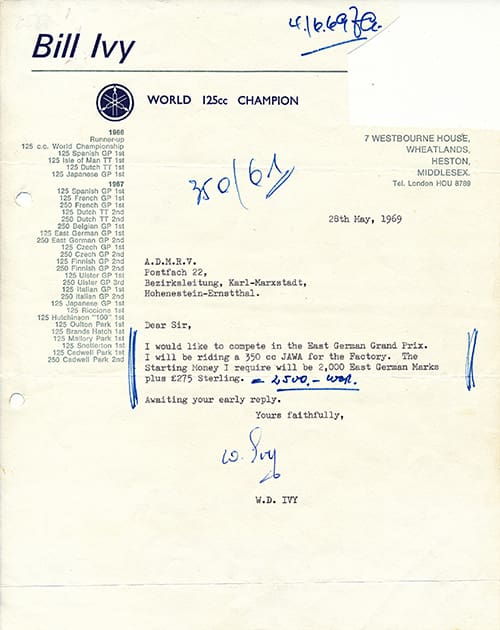 4./6.69
Bill Ivy
WORLD 125cc CHAMPION
1966
Runner-up
125 c.c. World Championship
125 Spanish GP 1st
125 Isle of Man TT 1st
125 Dutch TT 1st
125 Japanese GP 1st
1967
125 Spanish GP 1st
125 French GP 1st
250 French GP 1st
125 Dutch TT 2nd
250 Dutch TT 2nd
250 Belgian GP 1st
125 East German GP 1st
250 East German GP 2nd
125 Czech GP 1st
250 Czech GP 2nd
125 Finnish GP 2nd
250 Finnish GP 2nd
125 Ulster GP 1st
250 Ulster GP 3rd
125 Italian GP 1st
250 Italian GP 2nd
125 Japanese GP 1st
125 Riccione 1st
125 Hutchinson "100" 1st
125 Oulton Park 1st
125 Brands Hatch 1st
125 Mallory Park 1st
125 Snetterton 1st
125 Cadwell Park 1st
250 Cadwell Park 2nd
7 WESTBOURNE HOUSE,
WHEATLANDS,
HESTON,
MIDDLESEX.
Tel. London HOU 8789
350/61
28th May, 1969
A.D.M.R.V.
Postfach 22,
Bezirksleitung, Karl-Marxstadt,
Hohenestein-Ernstthal.
Dear Sir,
I would like to compete in the East German Grand Prix.
I will be riding a 350 cc JAWA for the Factory. The
Starting Money I require will be 2,000 East German Marks
plus £275 Sterling. = 2500,-
Awaiting your early reply.
Yours faithfully,
W. Ivy
W.D. IVY